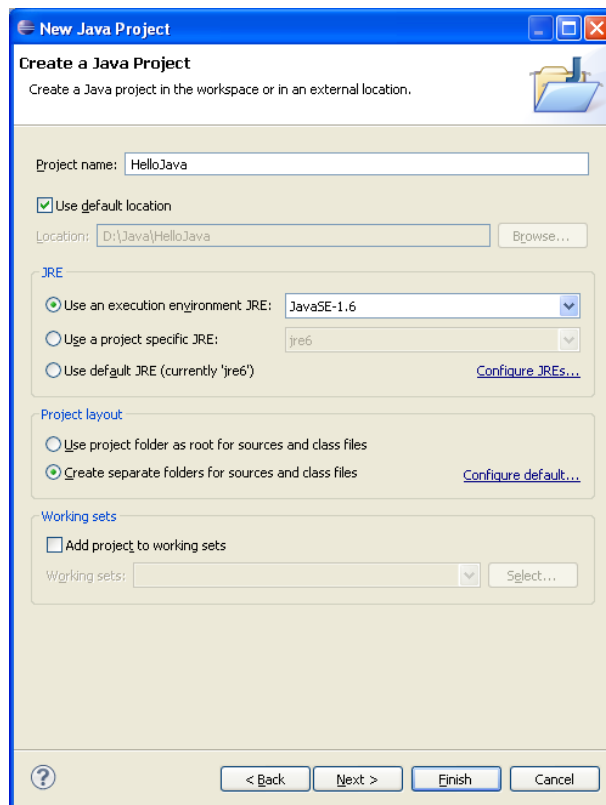 New Java Project
Create a Java Project
Create a Java project in the workspace or in an external location.
Project name: HelloJava
Use default location
Location: D:\Java\HelloJava Browse...
JRE
Use an execution environment JRE: JavaSE-1.6
Use a project specific JRE: jre6
Use default JRE (currently 'jre6') Configure JREs...
Project layout
Use project folder as root for sources and class files
Create separate folders for sources and class files Configure default...
Working sets
Add project to working sets
Working sets: Select...
? < Back Next > Finish Cancel